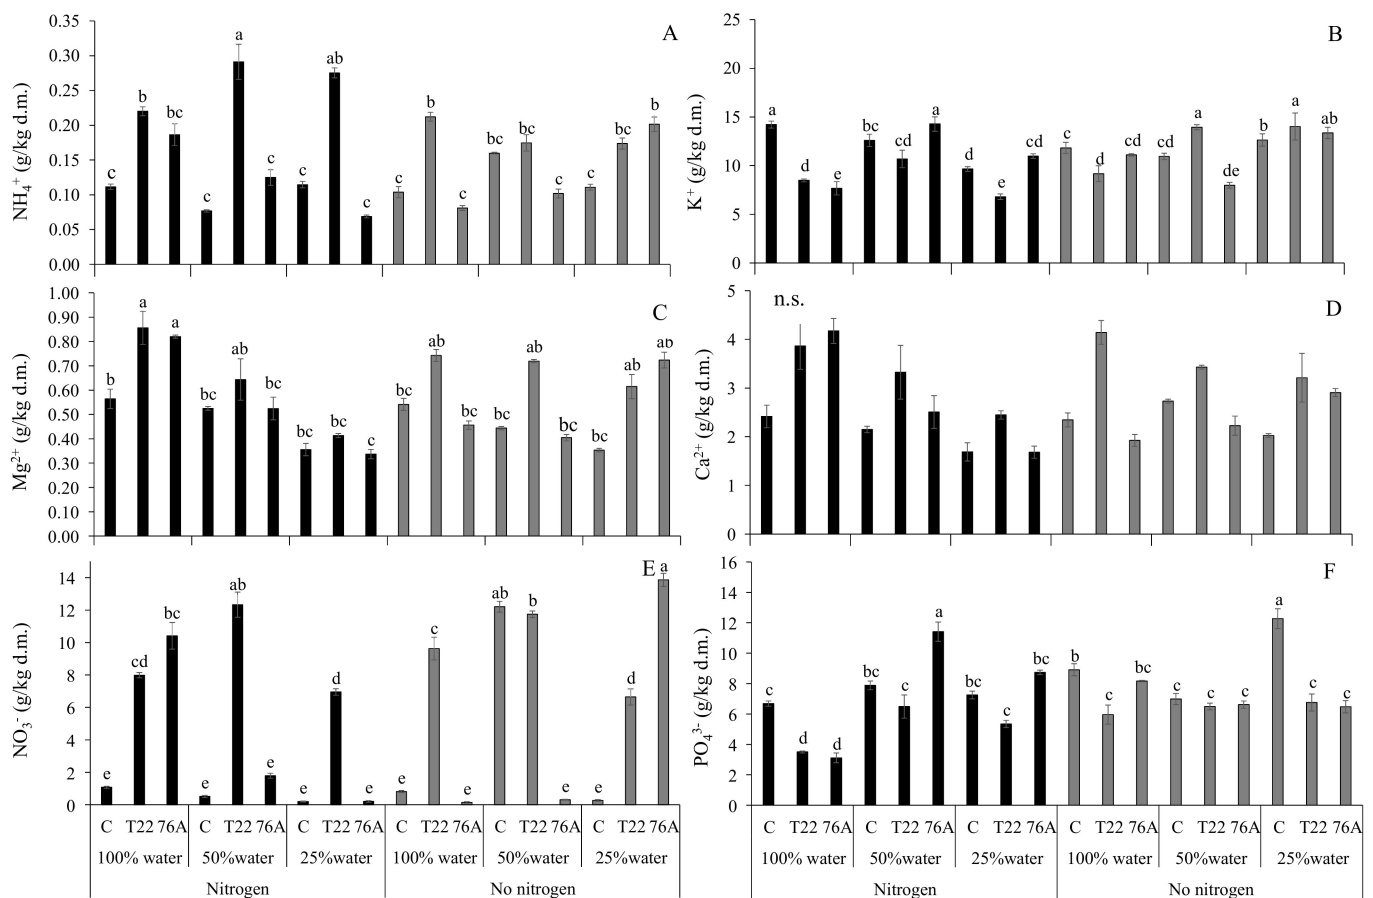 A
NH₄⁺ (g/kg d.m.)
0.35
0.30
0.25
0.20
0.15
0.10
0.05
0.00
c b bc c a c c ab c c b c bc bc c c bc b
B
K⁺ (g/kg d.m.)
25
20
15
10
5
0
a d e bc cd a d e cd c d cd cd a de b a ab
C
Mg²⁺ (g/kg d.m.)
1.00
0.90
0.80
0.70
0.60
0.50
0.40
0.30
0.20
0.10
0.00
b a a bc ab bc bc bc c bc ab bc bc ab bc bc ab ab
D
n.s.
Ca²⁺ (g/kg d.m.)
5
4
3
2
1
0
E
NO₃⁻ (g/kg d.m.)
14
12
10
8
6
4
2
0
e cd bc e ab e e d e e c e ab b e e d a
C T22 76A C T22 76A C T22 76A C T22 76A C T22 76A C T22 76A
100% water 50%water 25%water 100% water 50%water 25%water
Nitrogen No nitrogen
F
PO₄³⁻ (g/kg d.m.)
16
14
12
10
8
6
4
2
0
c d d bc c a bc c bc b c bc c c c a c c
C T22 76A C T22 76A C T22 76A C T22 76A C T22 76A C T22 76A
100% water 50%water 25%water 100% water 50%water 25%water
Nitrogen No nitrogen